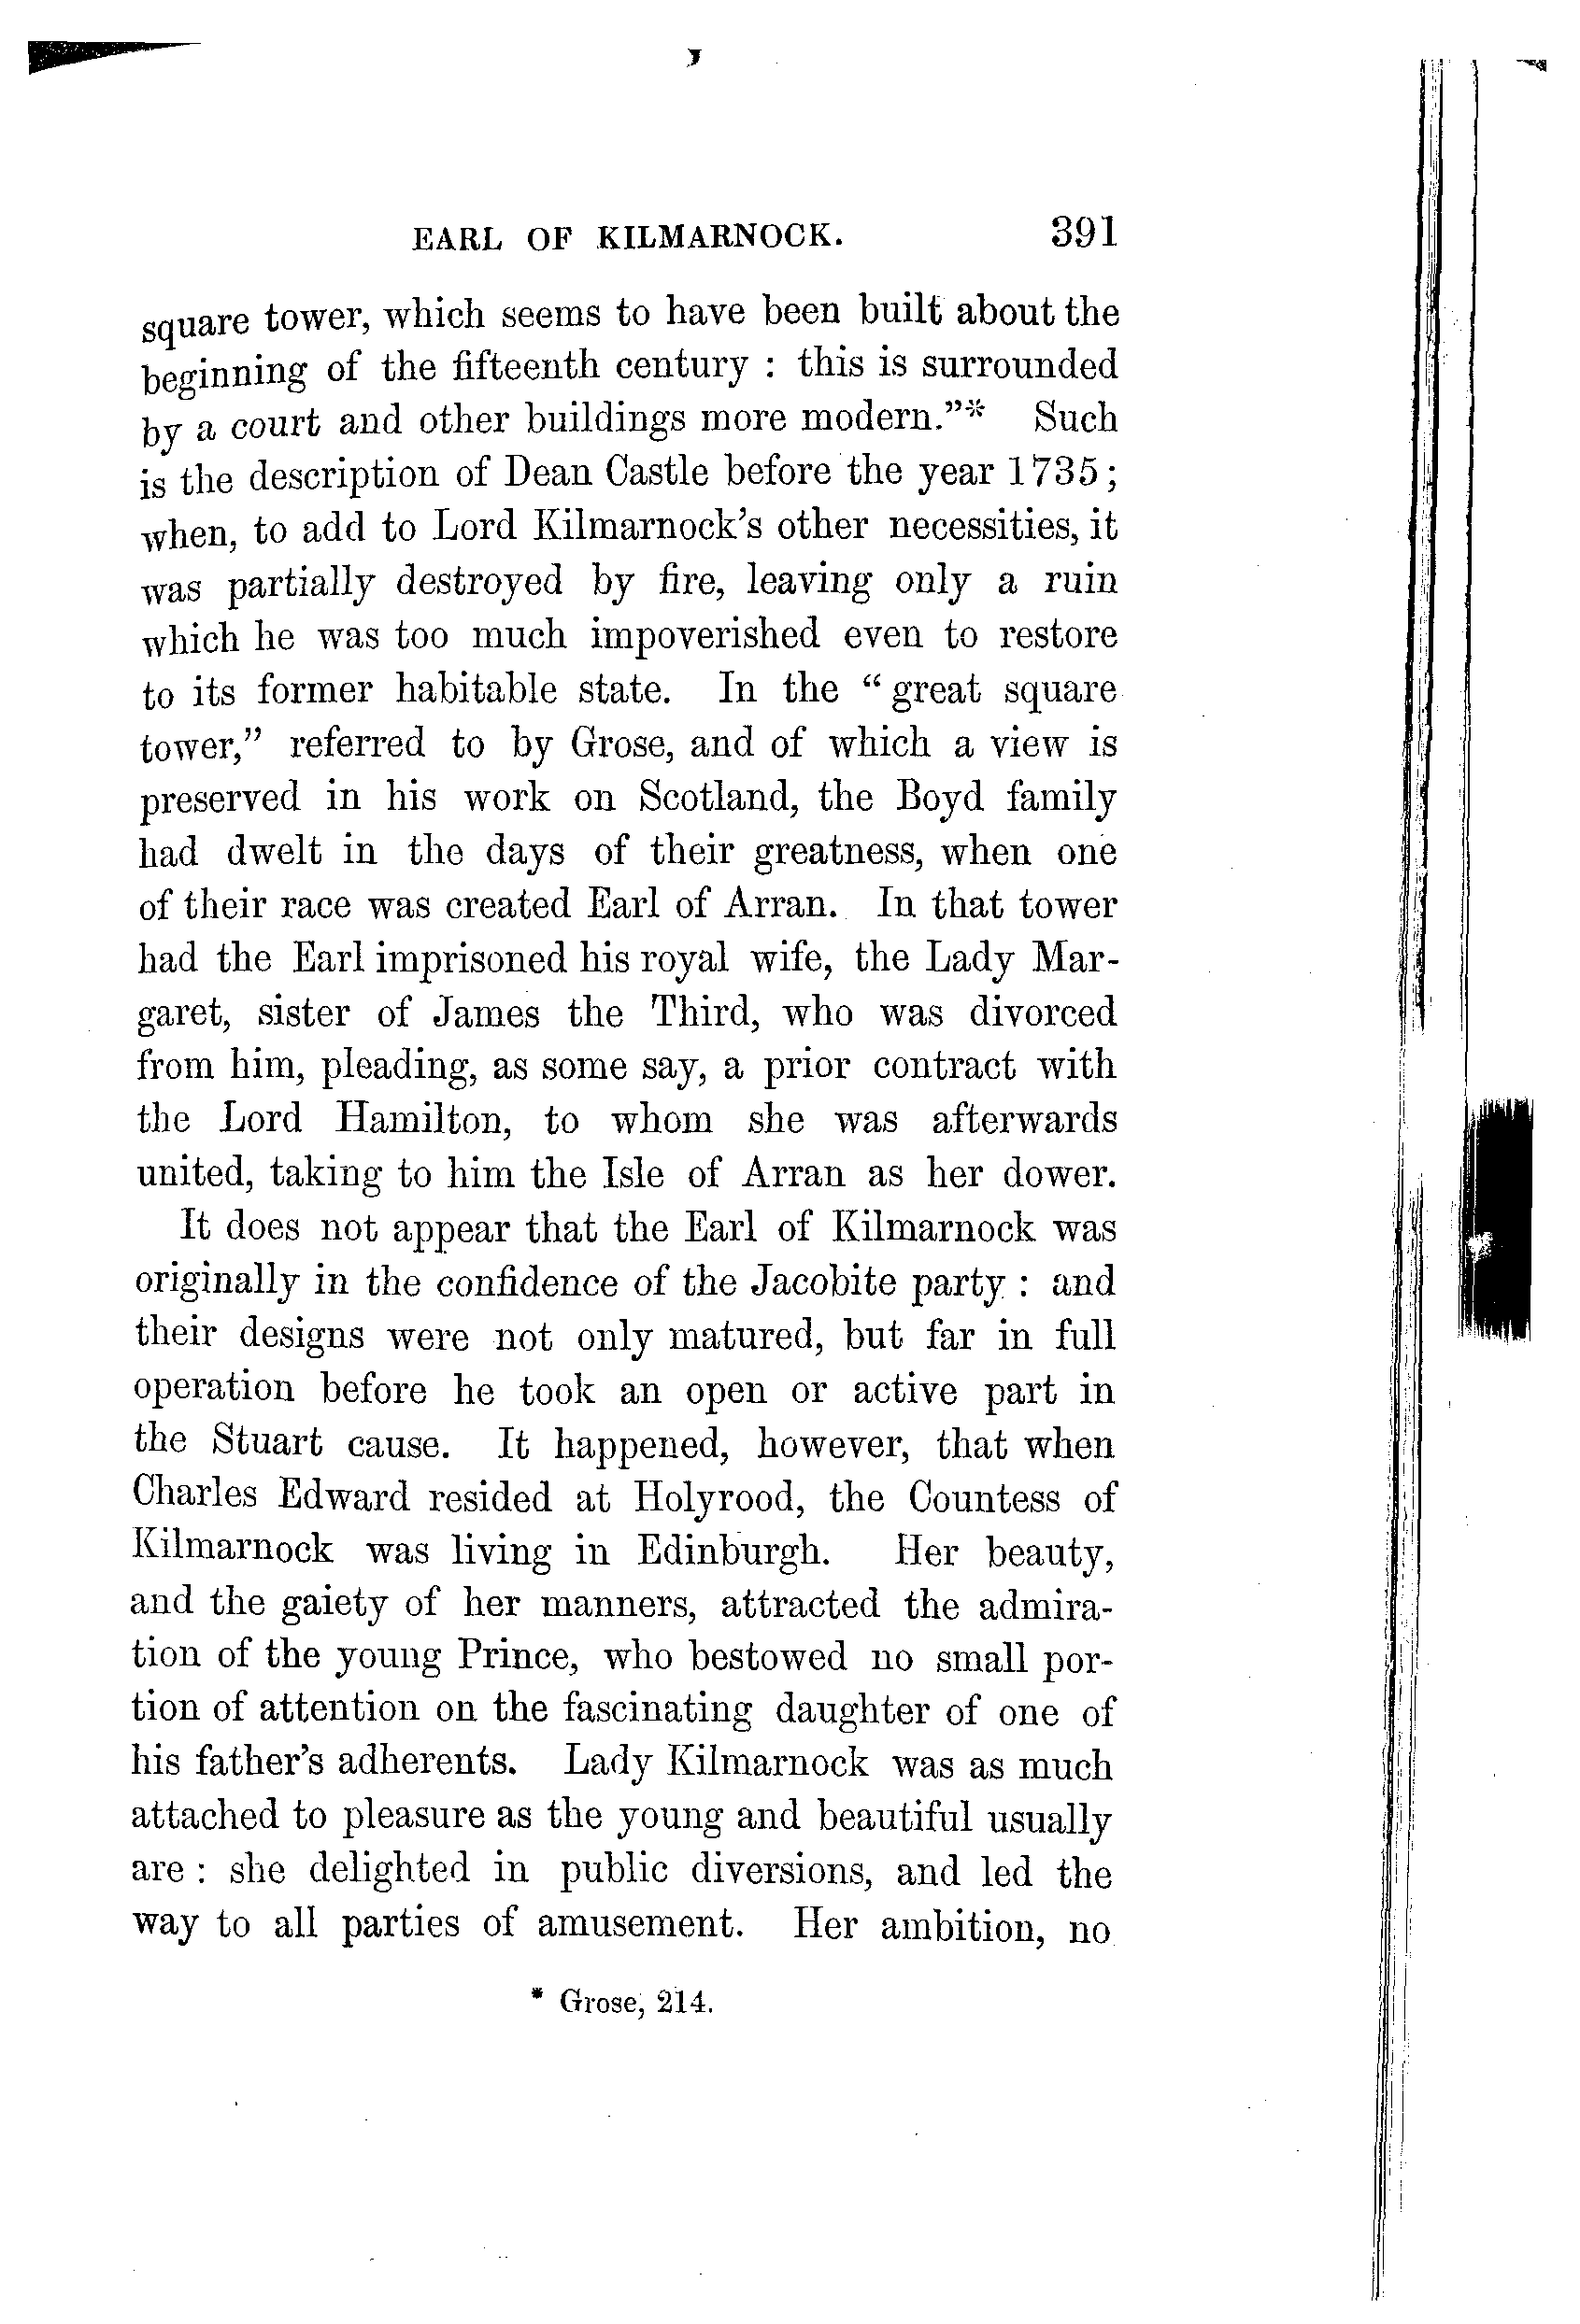 EARL OF KILMARNOCK. 391
square tower, which seems to have been built about the
beginning of the fifteenth century : this is surrounded
by a court and other buildings more modern."* Such
is the description of Dean Castle before the year 1735;
when, to add to Lord Kilmarnock's other necessities, it
was partially destroyed by fire, leaving only a ruin
which he was too much impoverished even to restore
to its former habitable state. In the " great square
tower," referred to by Grose, and of which a view is
preserved in his work on Scotland, the Boyd family
had dwelt in the days of their greatness, when one
of their race was created Earl of Arran. In that tower
had the Earl imprisoned his royal wife, the Lady Mar-
garet, sister of James the Third, who was divorced
from him, pleading, as some say, a prior contract with
the Lord Hamilton, to whom she was afterwards
united, taking to him the Isle of Arran as her dower.
It does not appear that the Earl of Kilmarnock was
originally in the confidence of the Jacobite party : and
their designs were not only matured, but far in full
operation before he took an open or active part in
the Stuart cause. It happened, however, that when
Charles Edward resided at Holyrood, the Countess of
Kilmarnock was living in Edinburgh. Her beauty,
and the gaiety of her manners, attracted the admira-
tion of the young Prince, who bestowed no small por-
tion of attention on the fascinating daughter of one of
his father's adherents. Lady Kilmarnock was as much
attached to pleasure as the young and beautiful usually
are : she delighted in public diversions, and led the
way to all parties of amusement. Her ambition, no
* Grose, 214.